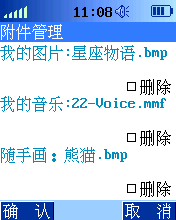 11:08
附件管理
我的图片:星座物语.bmp
删除
我的音乐:22-Voice.mmf
删除
随手画:熊猫.bmp
删除
确 认 取 消